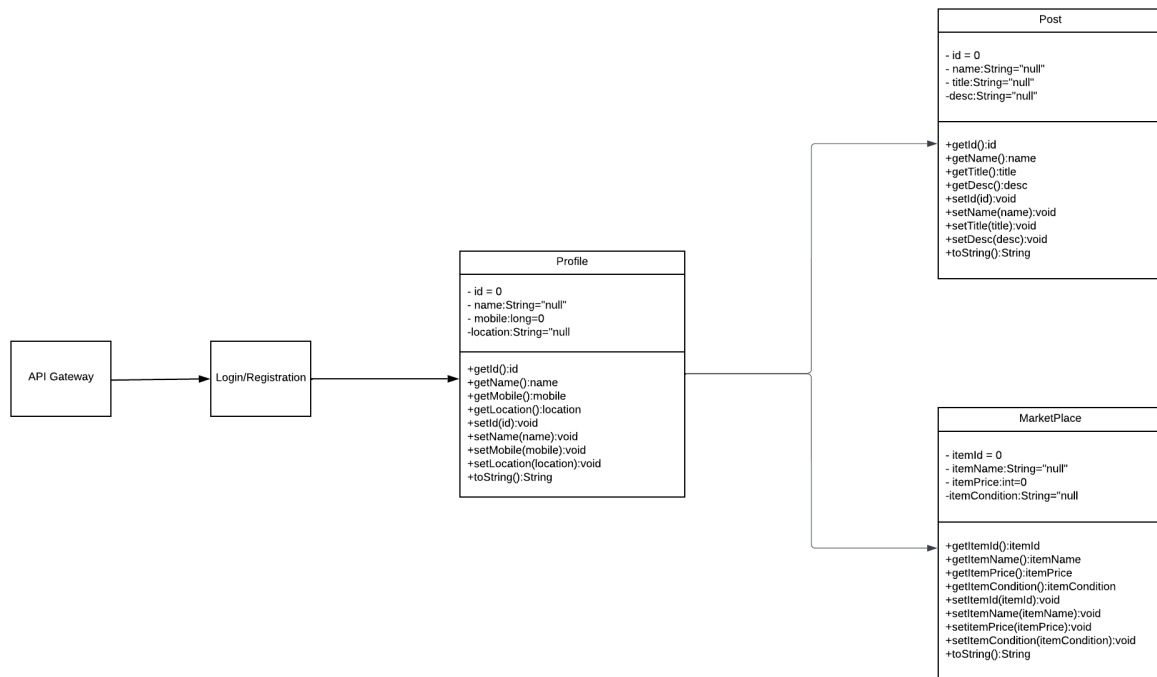 API Gateway
Login/Registration
Profile
- id = 0
- name:String="null"
- mobile:long=0
-location:String="null
+getId():id
+getName():name
+getMobile():mobile
+getLocation():location
+setId(id):void
+setName(name):void
+setMobile(mobile):void
+setLocation(location):void
+toString():String
Post
- id = 0
- name:String="null"
- title:String="null"
-desc:String="null"
+getId():id
+getName():name
+getTitle():title
+getDesc():desc
+setId(id):void
+setName(name):void
+setTitle(title):void
+setDesc(desc):void
+toString():String
MarketPlace
- itemId = 0
- itemName:String="null"
- itemPrice:int=0
-itemCondition:String="null
+getItemId():itemId
+getItemName():itemName
+getItemPrice():itemPrice
+getItemCondition():itemCondition
+setItemId(itemId):void
+setItemName(itemName):void
+setitemPrice(itemPrice):void
+setItemCondition(itemCondition):void
+toString():String